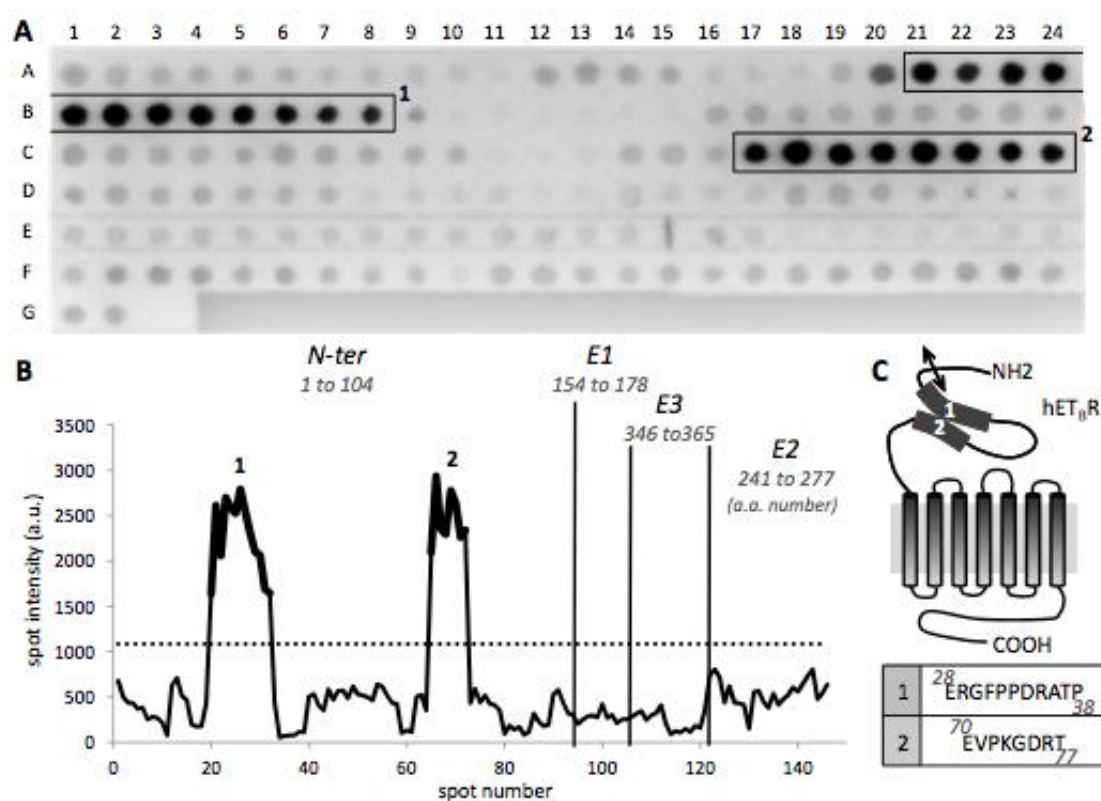 A
1 2 3 4 5 6 7 8 9 10 11 12 13 14 15 16 17 18 19 20 21 22 23 24
A
B
1
C
2
D
E
F
G
B
N-ter
1 to 104
E1
154 to 178
E3
346 to365
E2
241 to 277
(a.a. number)
3500
3000
2500
2000
1500
1000
500
0
spot intensity (a.u.)
1
2
0 20 40 60 80 100 120 140
spot number
C
NH2
hETBR
1
2
COOH
1 28 ERGFPPDRATP 38
2 70 EVPKGDRT 77